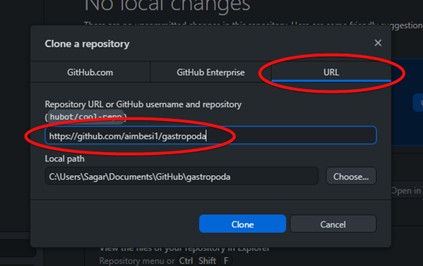 No local changes
There are no uncommitted changes in this repository. Here are some friendly suggestion
Clone a repository
GitHub.com
GitHub Enterprise
URL
Repository URL or GitHub username and repository
(hubot/cool-repo)
https://github.com/aimbesi1/gastropoda
Local path
C:\Users\Sagar\Documents\GitHub\gastropoda
Choose...
Open in
Clone
Cancel
View the files of your repository in Explorer
Repository menu or Ctrl Shift F